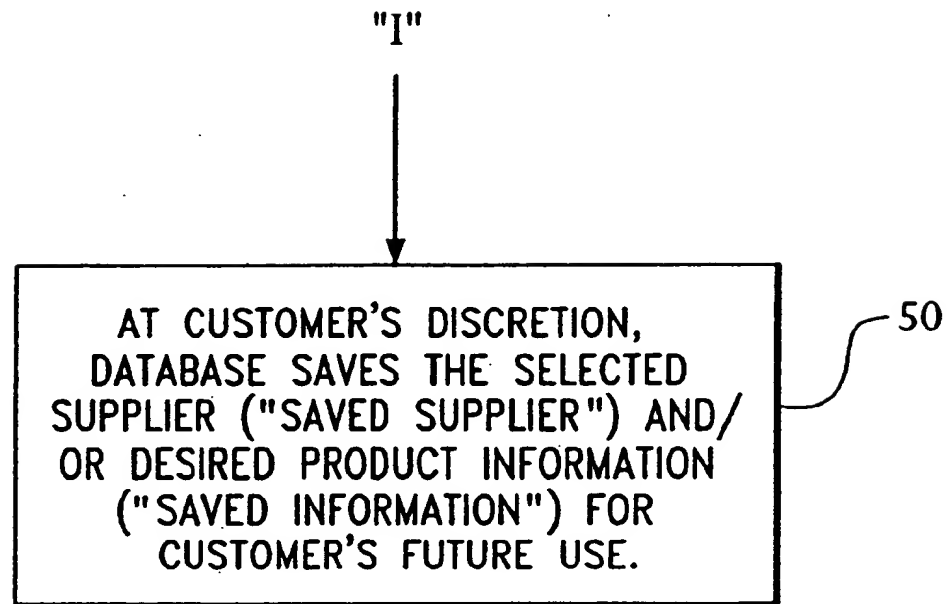 "I"
AT CUSTOMER'S DISCRETION,
DATABASE SAVES THE SELECTED
SUPPLIER ("SAVED SUPPLIER") AND/
OR DESIRED PRODUCT INFORMATION
("SAVED INFORMATION") FOR
CUSTOMER'S FUTURE USE.
50